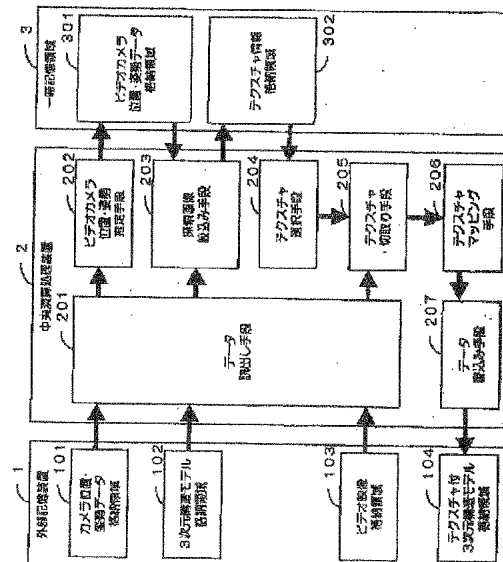 1
外部記憶装置
101
カメラ位置・
姿勢データ
格納領域
102
3次元構造モデル
格納領域
103
ビデオ映像
格納領域
104
テクスチャ付
3次元構造モデル
格納領域
2
中央演算処理装置
201
データ
読出し手段
202
ビデオカメラ
位置・姿勢
推定手段
203
採用画像
絞込み手段
204
テクスチャ
選択手段
205
テクスチャ
切取り手段
206
テクスチャ
マッピング
手段
207
データ
書込み手段
3
一時記憶領域
301
ビデオカメラ
位置・姿勢データ
格納領域
302
テクスチャ情報
格納領域